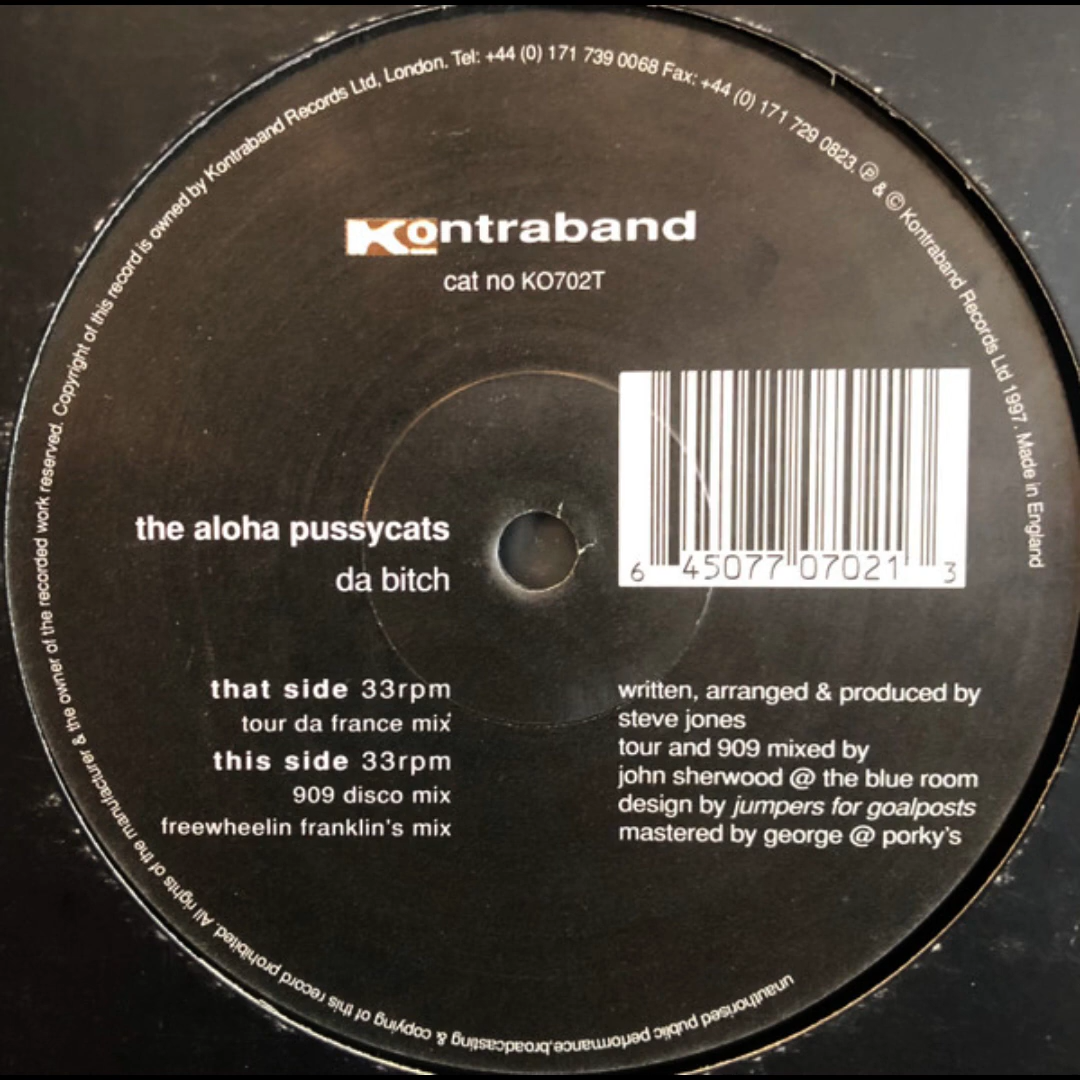 unauthorised public performance,broadcasting & copying of this record prohibited. All rights of the manufacturer & the owner of the recorded work reserved. Copyright of this record is owned by Kontraband Records Ltd, London. Tel: +44 (0) 171 739 0068 Fax: +44 (0) 171 729 0823. ℗ & © Kontraband Records Ltd 1997. Made in England
Kontraband
cat no KO702T
the aloha pussycats
da bitch
6 45077 07021 3
that side 33rpm
tour da france mix
this side 33rpm
909 disco mix
freewheelin franklin's mix
written, arranged & produced by
steve jones
tour and 909 mixed by
john sherwood @ the blue room
design by jumpers for goalposts
mastered by george @ porky's